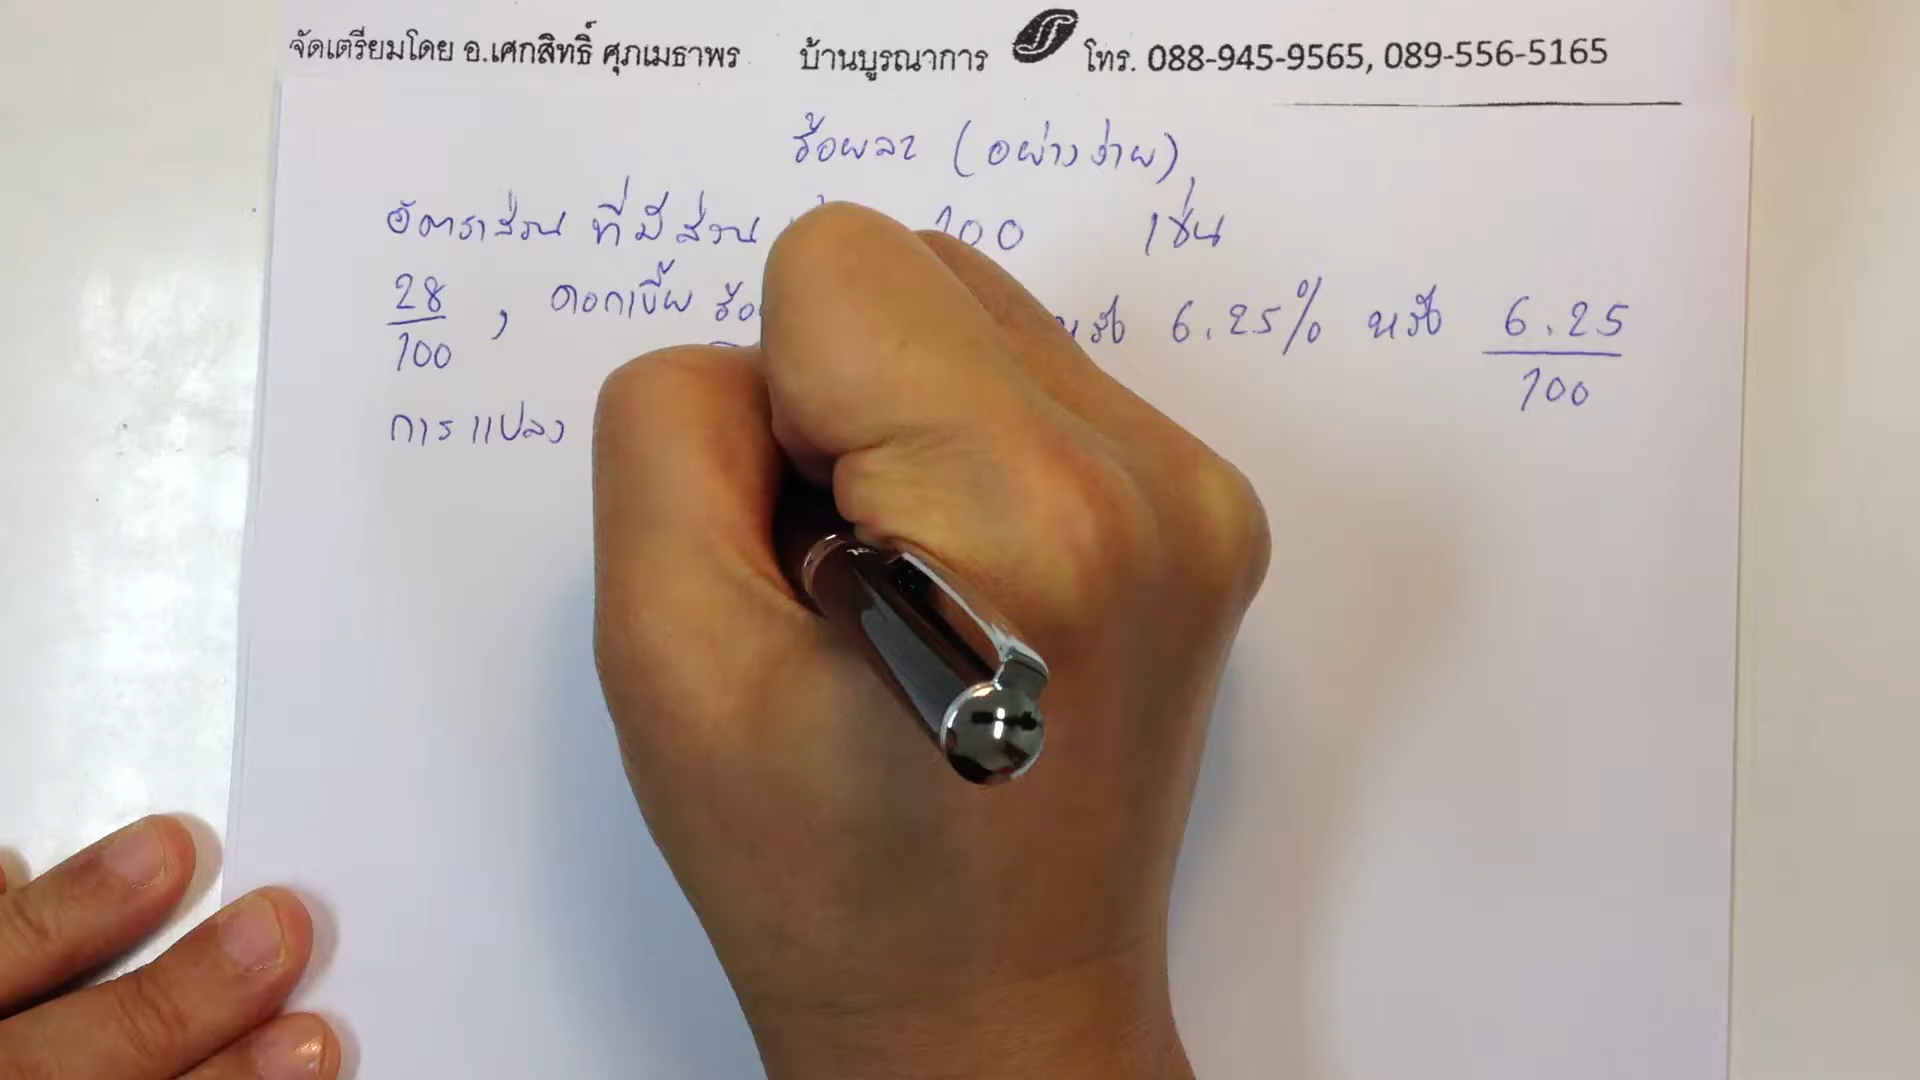 จัดเตรียมโดย อ.เศกสิทธิ์ ศุภเมธาพร บ้านบูรณาการ โทร. 088-945-9565, 089-556-5165
ร้อยละ (อย่างง่าย)
อัตราส่วน ที่มีส่วน 100 เช่น
28/100 , ดอกเบี้ย หรือ 6.25% หรือ 6.25/100
การแปลง